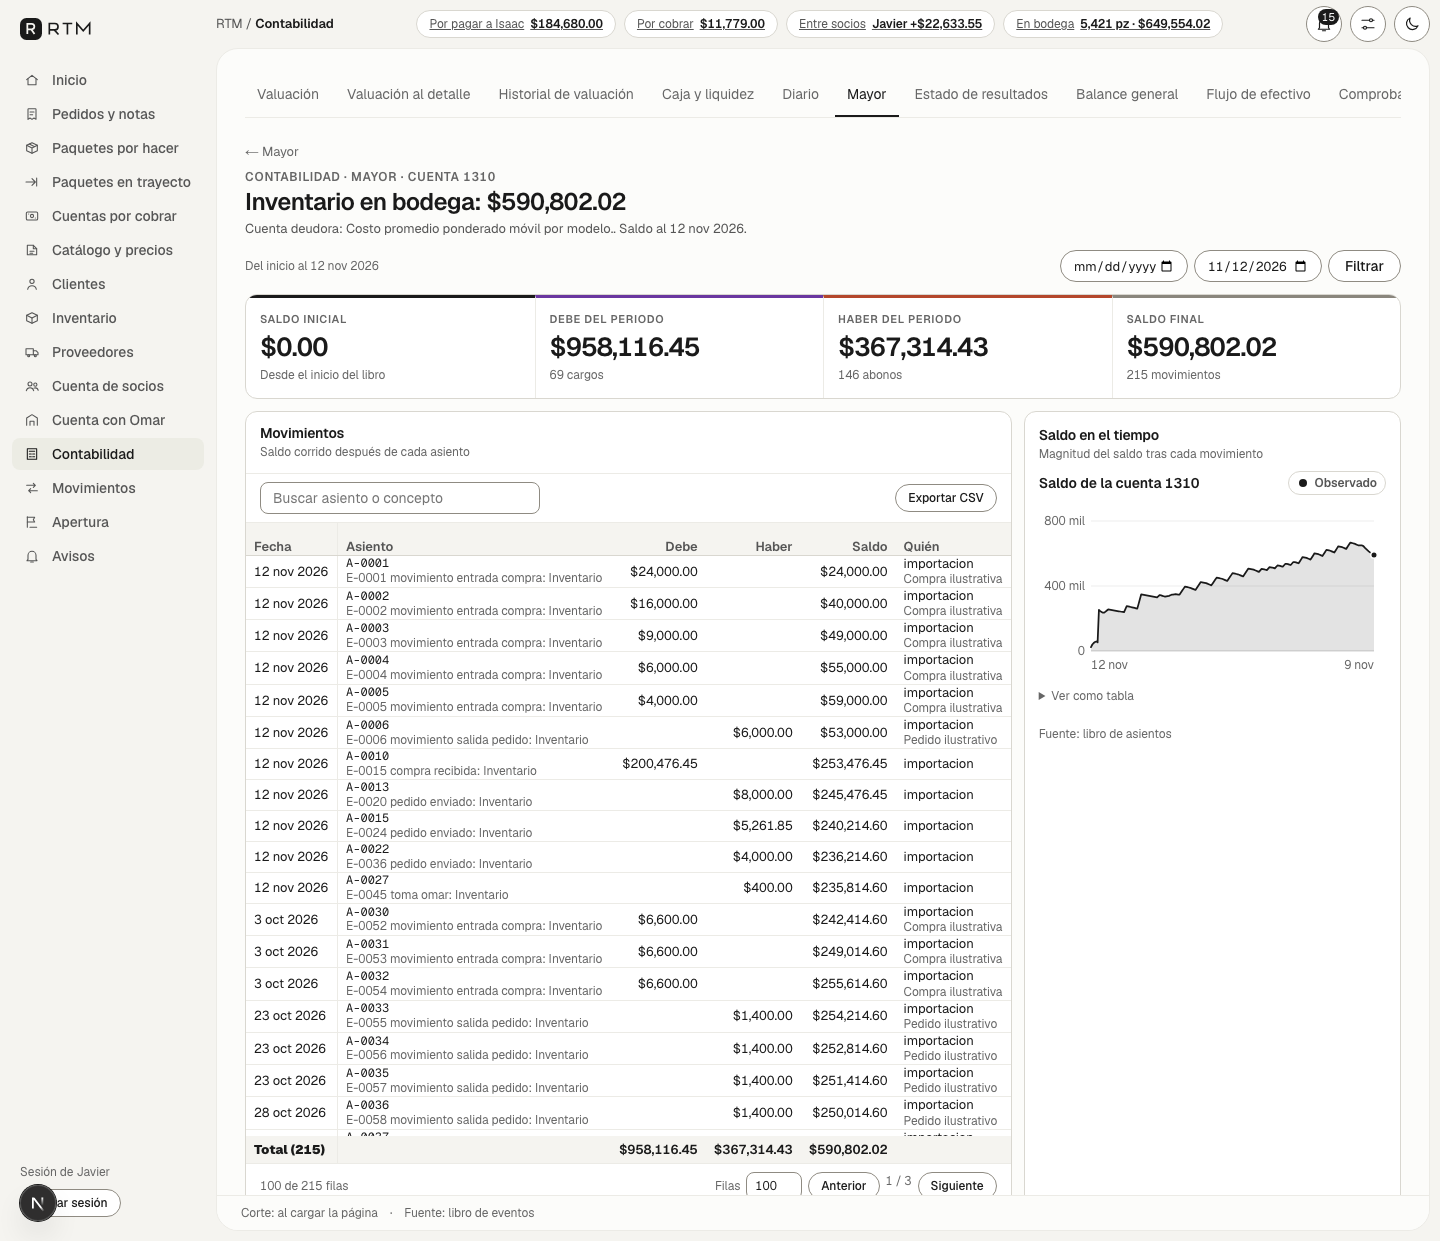 R RTM
RTM / Contabilidad
Por pagar a Isaac $184,680.00
Por cobrar $11,779.00
Entre socios Javier +$22,633.55
En bodega 5,421 pz · $649,554.02
15
Inicio
Pedidos y notas
Paquetes por hacer
Paquetes en trayecto
Cuentas por cobrar
Catálogo y precios
Clientes
Inventario
Proveedores
Cuenta de socios
Cuenta con Omar
Contabilidad
Movimientos
Apertura
Avisos
Sesión de Javier
N ar sesión
Valuación Valuación al detalle Historial de valuación Caja y liquidez Diario Mayor Estado de resultados Balance general Flujo de efectivo Comproba
← Mayor
CONTABILIDAD · MAYOR · CUENTA 1310
Inventario en bodega: $590,802.02
Cuenta deudora: Costo promedio ponderado móvil por modelo.. Saldo al 12 nov 2026.
Del inicio al 12 nov 2026
mm/dd/yyyy 11/12/2026 Filtrar
SALDO INICIAL
$0.00
Desde el inicio del libro
DEBE DEL PERIODO
$958,116.45
69 cargos
HABER DEL PERIODO
$367,314.43
146 abonos
SALDO FINAL
$590,802.02
215 movimientos
Movimientos
Saldo corrido después de cada asiento
Buscar asiento o concepto
Exportar CSV
Fecha Asiento Debe Haber Saldo Quién
12 nov 2026 A-0001 $24,000.00 $24,000.00 importacion
E-0001 movimiento entrada compra: Inventario Compra ilustrativa
12 nov 2026 A-0002 $16,000.00 $40,000.00 importacion
E-0002 movimiento entrada compra: Inventario Compra ilustrativa
12 nov 2026 A-0003 $9,000.00 $49,000.00 importacion
E-0003 movimiento entrada compra: Inventario Compra ilustrativa
12 nov 2026 A-0004 $6,000.00 $55,000.00 importacion
E-0004 movimiento entrada compra: Inventario Compra ilustrativa
12 nov 2026 A-0005 $4,000.00 $59,000.00 importacion
E-0005 movimiento entrada compra: Inventario Compra ilustrativa
12 nov 2026 A-0006 $6,000.00 $53,000.00 importacion
E-0006 movimiento salida pedido: Inventario Pedido ilustrativo
12 nov 2026 A-0010 $200,476.45 $253,476.45 importacion
E-0015 compra recibida: Inventario
12 nov 2026 A-0013 $8,000.00 $245,476.45 importacion
E-0020 pedido enviado: Inventario
12 nov 2026 A-0015 $5,261.85 $240,214.60 importacion
E-0024 pedido enviado: Inventario
12 nov 2026 A-0022 $4,000.00 $236,214.60 importacion
E-0036 pedido enviado: Inventario
12 nov 2026 A-0027 $400.00 $235,814.60 importacion
E-0045 toma omar: Inventario
3 oct 2026 A-0030 $6,600.00 $242,414.60 importacion
E-0052 movimiento entrada compra: Inventario Compra ilustrativa
3 oct 2026 A-0031 $6,600.00 $249,014.60 importacion
E-0053 movimiento entrada compra: Inventario Compra ilustrativa
3 oct 2026 A-0032 $6,600.00 $255,614.60 importacion
E-0054 movimiento entrada compra: Inventario Compra ilustrativa
23 oct 2026 A-0033 $1,400.00 $254,214.60 importacion
E-0055 movimiento salida pedido: Inventario Pedido ilustrativo
23 oct 2026 A-0034 $1,400.00 $252,814.60 importacion
E-0056 movimiento salida pedido: Inventario Pedido ilustrativo
23 oct 2026 A-0035 $1,400.00 $251,414.60 importacion
E-0057 movimiento salida pedido: Inventario Pedido ilustrativo
28 oct 2026 A-0036 $1,400.00 $250,014.60 importacion
E-0058 movimiento salida pedido: Inventario Pedido ilustrativo
Total (215) $958,116.45 $367,314.43 $590,802.02
100 de 215 filas
Filas 100 Anterior 1 / 3 Siguiente
Saldo en el tiempo
Magnitud del saldo tras cada movimiento
Saldo de la cuenta 1310
Observado
800 mil
400 mil
0
12 nov 9 nov
Ver como tabla
Fuente: libro de asientos
Corte: al cargar la página · Fuente: libro de eventos